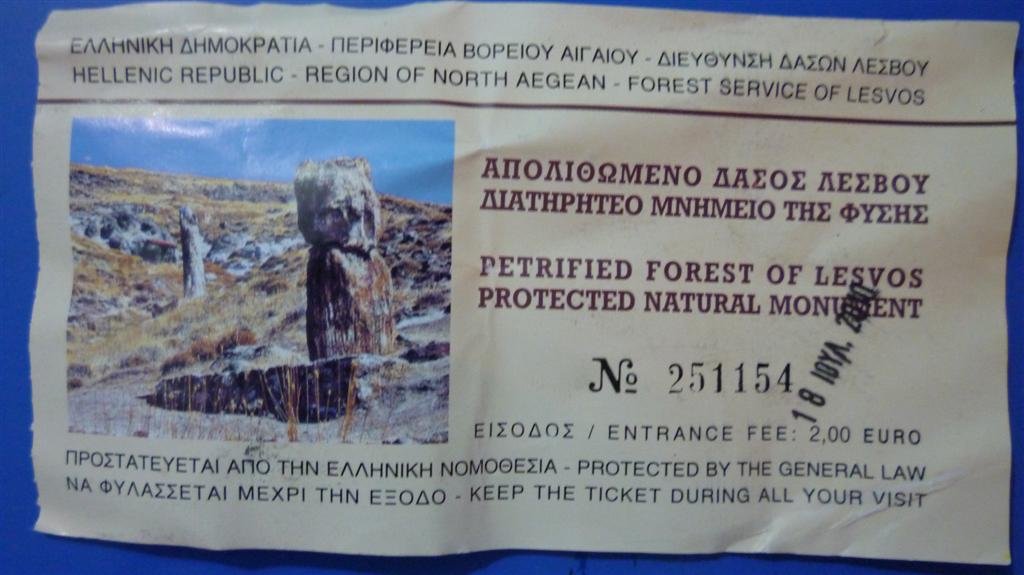 ΕΛΛΗΝΙΚΗ ΔΗΜΟΚΡΑΤΙΑ - ΠΕΡΙΦΕΡΕΙΑ ΒΟΡΕΙΟΥ ΑΙΓΑΙΟΥ - ΔΙΕΥΘΥΝΣΗ ΔΑΣΩΝ ΛΕΣΒΟΥ
HELLENIC REPUBLIC - REGION OF NORTH AEGEAN - FOREST SERVICE OF LESVOS
ΑΠΟΛΙΘΩΜΕΝΟ ΔΑΣΟΣ ΛΕΣΒΟΥ
ΔΙΑΤΗΡΗΤΕΟ ΜΝΗΜΕΙΟ ΤΗΣ ΦΥΣΗΣ
PETRIFIED FOREST OF LESVOS
PROTECTED NATURAL MONUMENT
№ 251154
18 ΙΟΥΛ.
ΕΙΣΟΔΟΣ / ENTRANCE FEE: 2,00 EURO
ΠΡΟΣΤΑΤΕΥΕΤΑΙ ΑΠΟ ΤΗΝ ΕΛΛΗΝΙΚΗ ΝΟΜΟΘΕΣΙΑ - PROTECTED BY THE GENERAL LAW
ΝΑ ΦΥΛΑΣΣΕΤΑΙ ΜΕΧΡΙ ΤΗΝ ΕΞΟΔΟ - KEEP THE TICKET DURING ALL YOUR VISIT